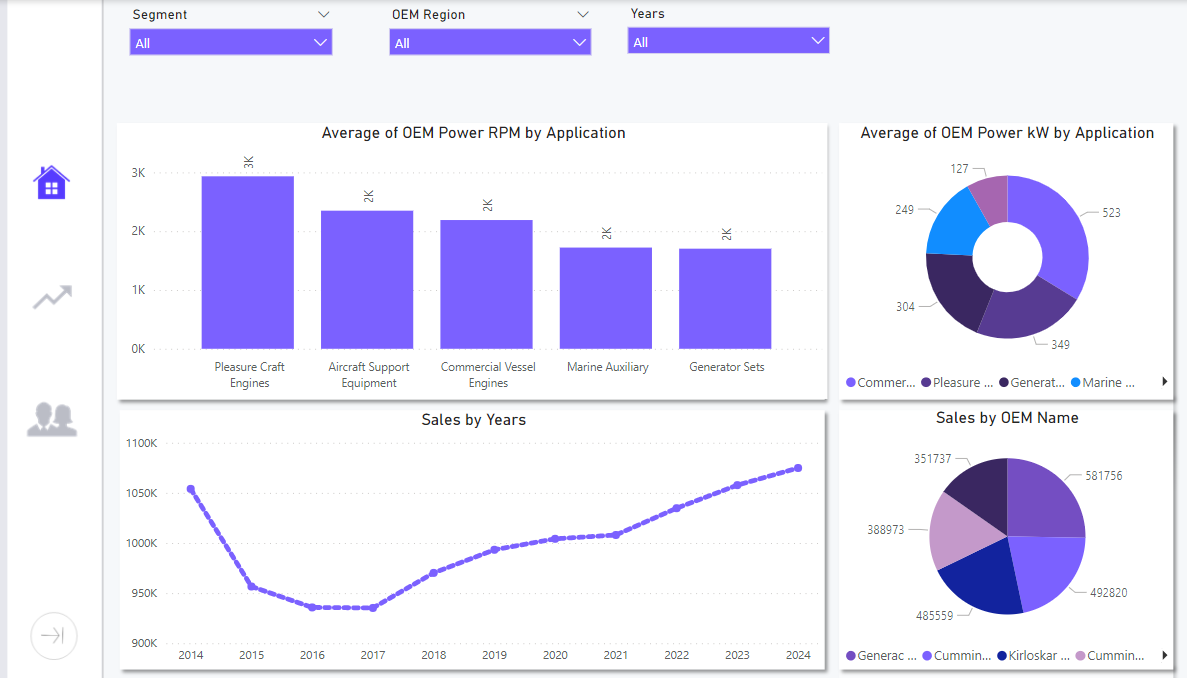 Segment
All
OEM Region
All
Years
All
Average of OEM Power RPM by Application
3K
2K
1K
0K
3K
2K
2K
2K
2K
Pleasure Craft
Engines
Aircraft Support
Equipment
Commercial Vessel
Engines
Marine Auxiliary
Generator Sets
Average of OEM Power kW by Application
127
249
523
304
349
Commer...
Pleasure ...
Generat...
Marine ...
Sales by Years
1100K
1050K
1000K
950K
900K
2014
2015
2016
2017
2018
2019
2020
2021
2022
2023
2024
Sales by OEM Name
351737
581756
388973
492820
485559
Generac ...
Cummin...
Kirloskar ...
Cummin...